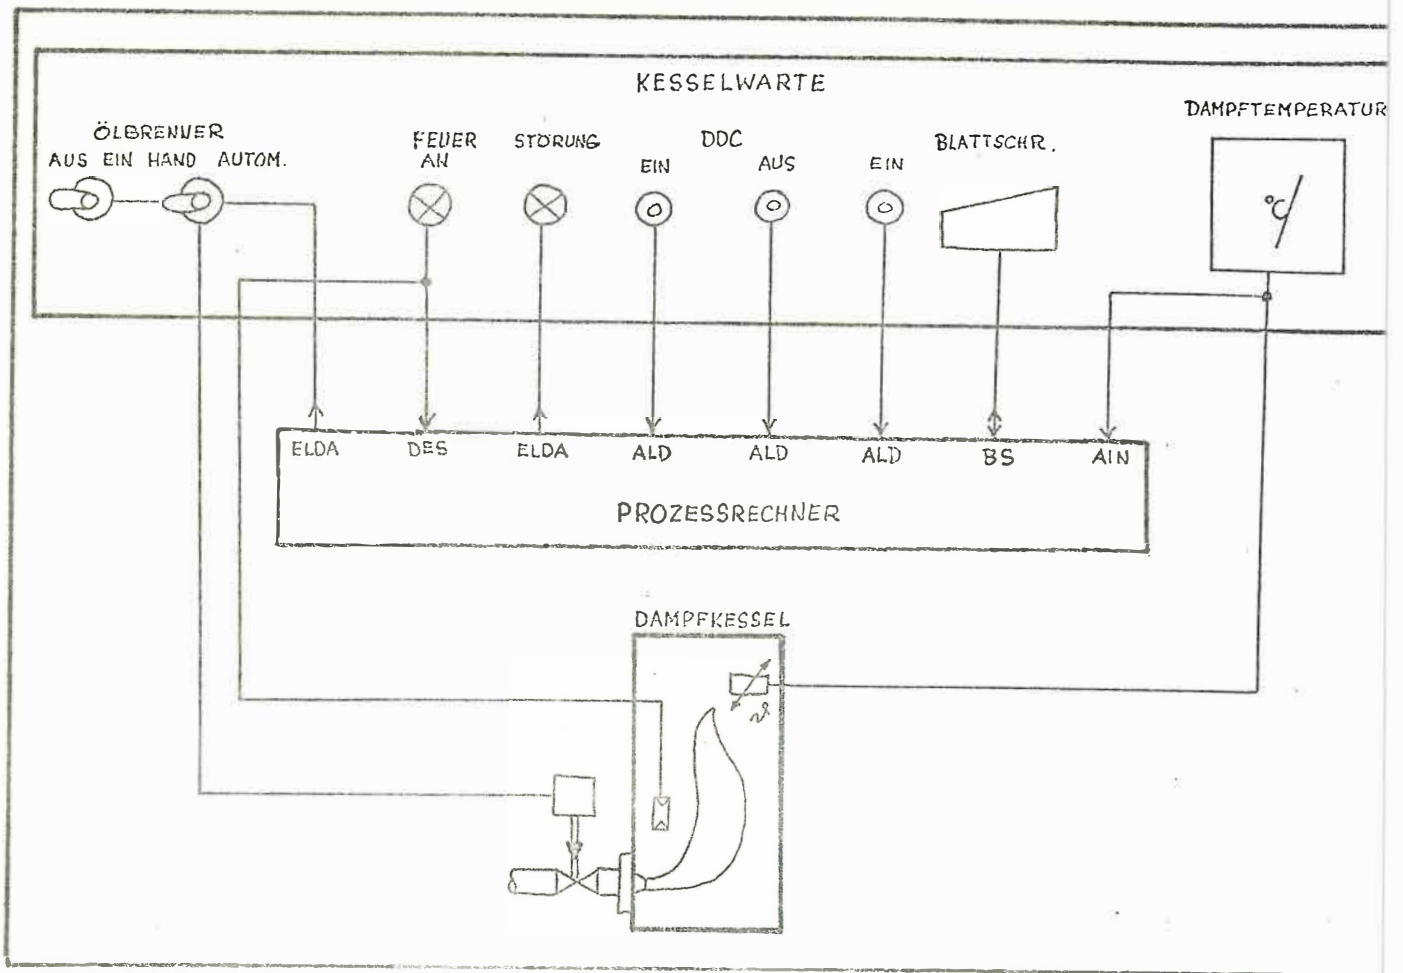 KESSELWARTE
DAMPFTEMPERATUR
ÖLBRENNER
AUS EIN HAND AUTOM.
FEUER
AN
STÖRUNG
DDC
EIN
AUS
EIN
BLATTSCHR.
°C
ELDA
DES
ELDA
ALD
ALD
ALD
BS
AIN
PROZESSRECHNER
DAMPFKESSEL
ϑ